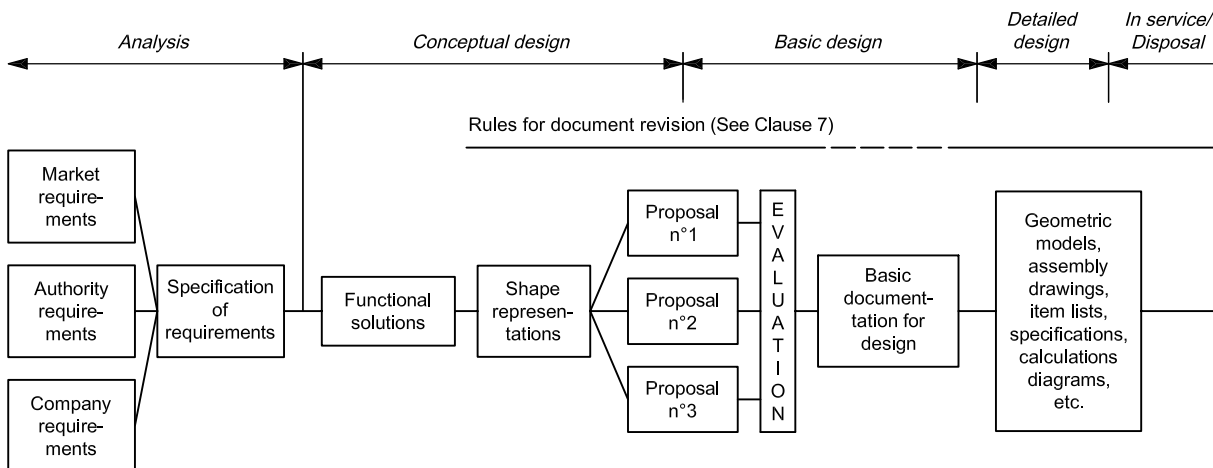 Analysis
Conceptual design
Basic design
Detailed
design
In service/
Disposal
Rules for document revision (See Clause 7)
Market
require-
ments
Authority
require-
ments
Company
require-
ments
Specification
of
requirements
Functional
solutions
Shape
represen-
tations
Proposal
n°1
Proposal
n°2
Proposal
n°3
E
V
A
L
U
A
T
I
O
N
Basic
documen-
tation for
design
Geometric
models,
assembly
drawings,
item lists,
specifications,
calculations
diagrams,
etc.